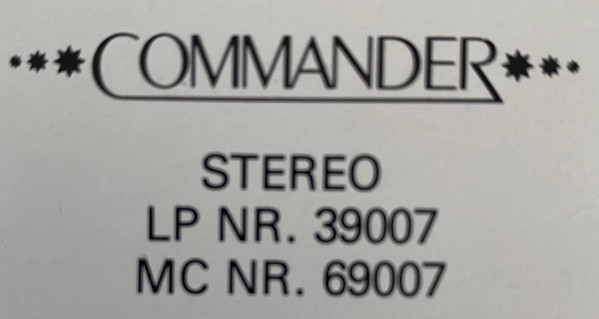 COMMANDER
STEREO
LP NR. 39007
MC NR. 69007